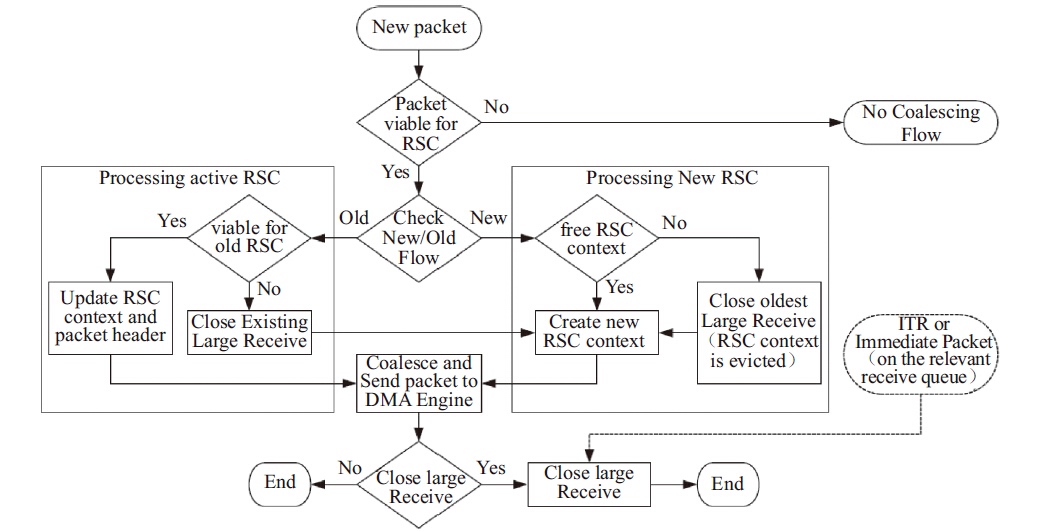 New packet
Packet
viable for
RSC
No
No Coalescing
Flow
Yes
Processing active RSC
Processing New RSC
Yes
viable for
old RSC
Old
Check
New/Old
Flow
New
free RSC
context
No
No
Yes
Update RSC
context and
packet header
Close Existing
Large Receive
Create new
RSC context
Close oldest
Large Receive
(RSC context
is evicted)
ITR or
Immediate Packet
(on the relevant
receive queue)
Coalesce and
Send packet to
DMA Engine
End
No
Close large
Receive
Yes
Close large
Receive
End